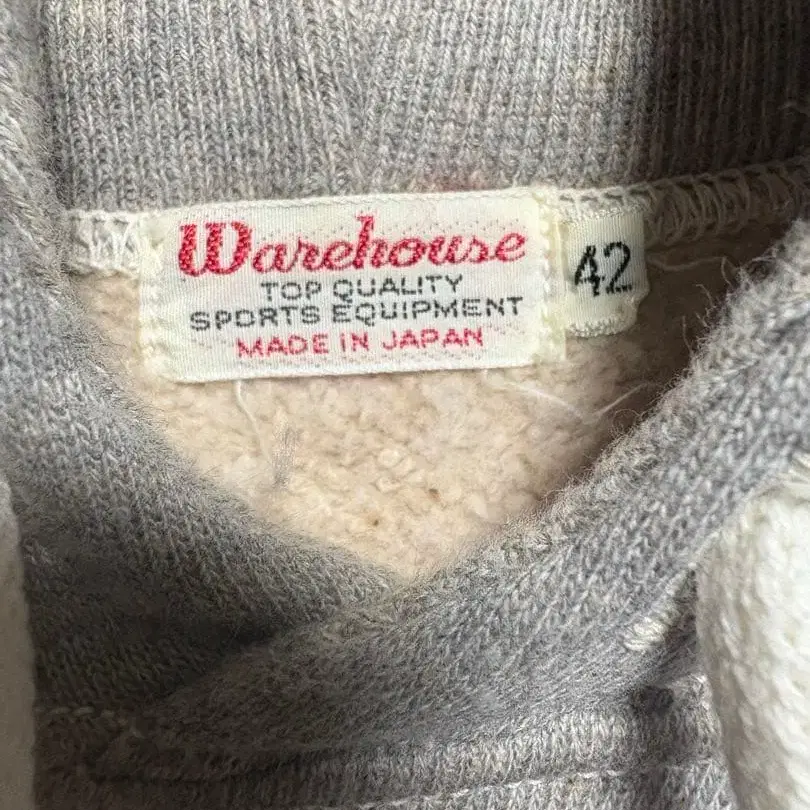 Warehouse
TOP QUALITY
SPORTS EQUIPMENT
MADE IN JAPAN
42